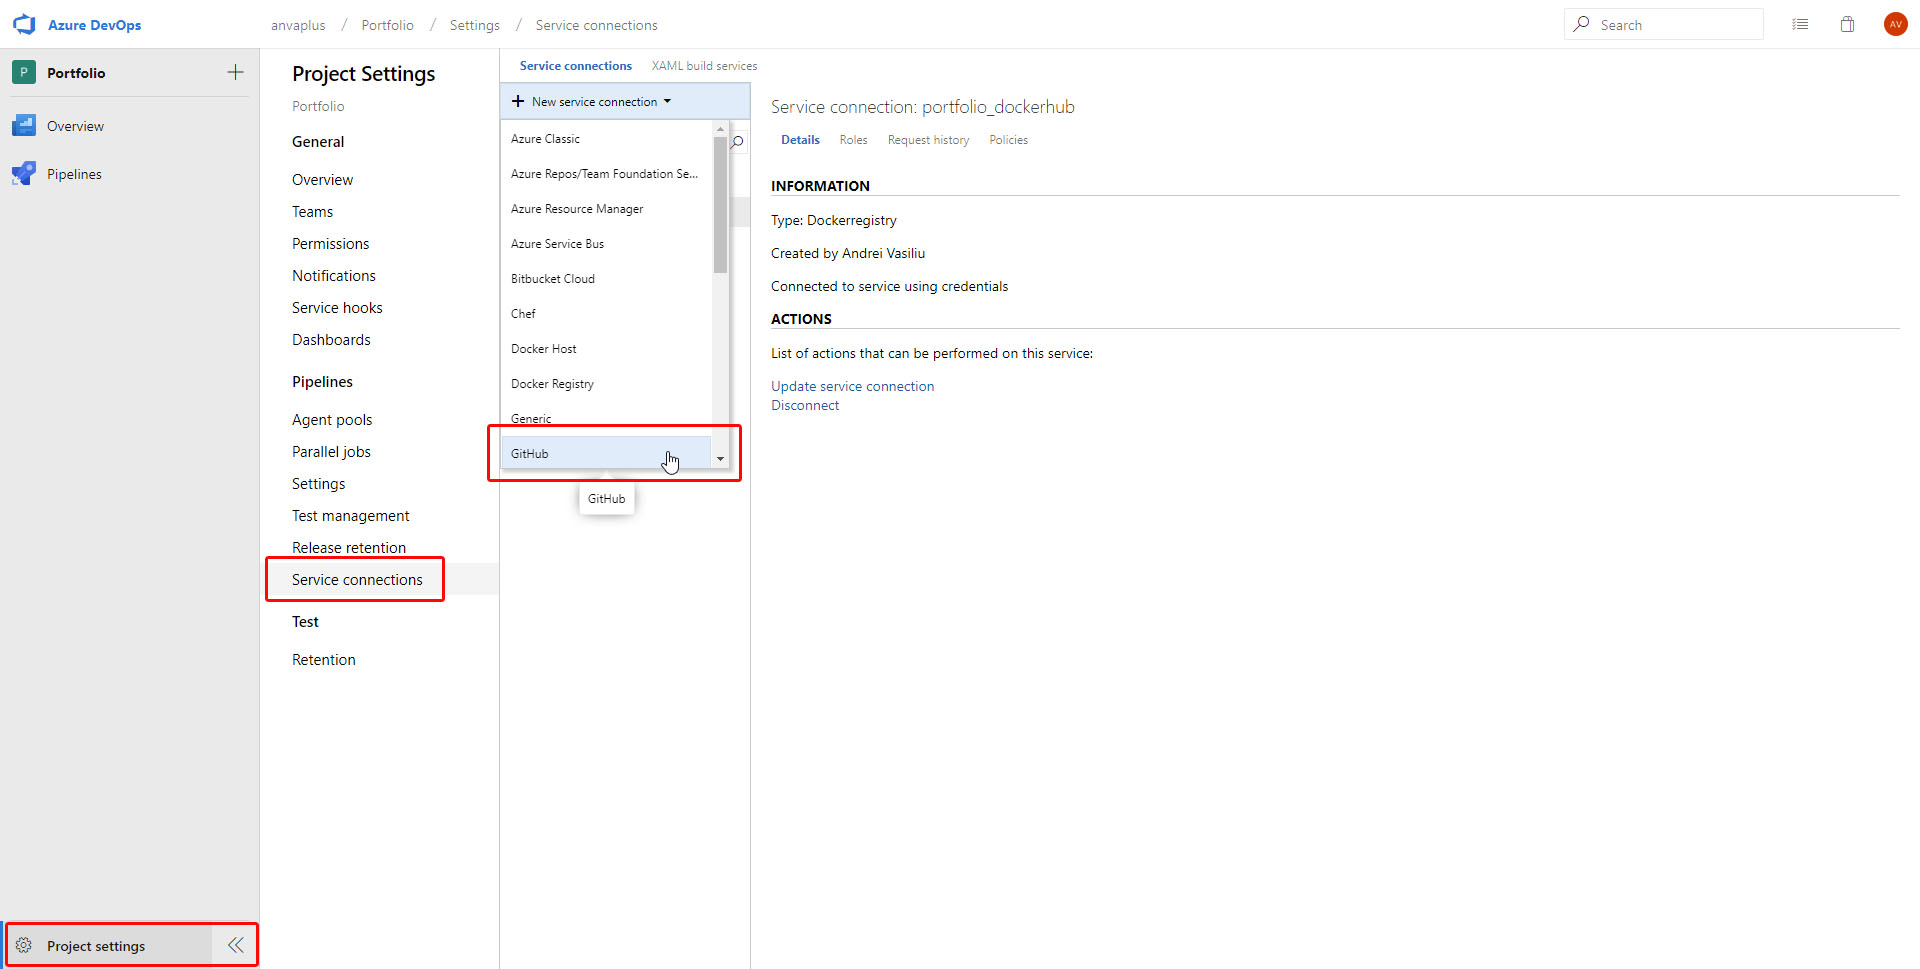 Azure DevOps
anvaplus / Portfolio / Settings / Service connections
Search
AV
P
Portfolio
Overview
Pipelines
Project settings
Project Settings
Portfolio
General
Overview
Teams
Permissions
Notifications
Service hooks
Dashboards
Pipelines
Agent pools
Parallel jobs
Settings
Test management
Release retention
Service connections
Test
Retention
Service connections XAML build services
New service connection
Azure Classic
Azure Repos/Team Foundation Se...
Azure Resource Manager
Azure Service Bus
Bitbucket Cloud
Chef
Docker Host
Docker Registry
Generic
GitHub
GitHub
Service connection: portfolio_dockerhub
Details Roles Request history Policies
INFORMATION
Type: Dockerregistry
Created by Andrei Vasiliu
Connected to service using credentials
ACTIONS
List of actions that can be performed on this service:
Update service connection
Disconnect